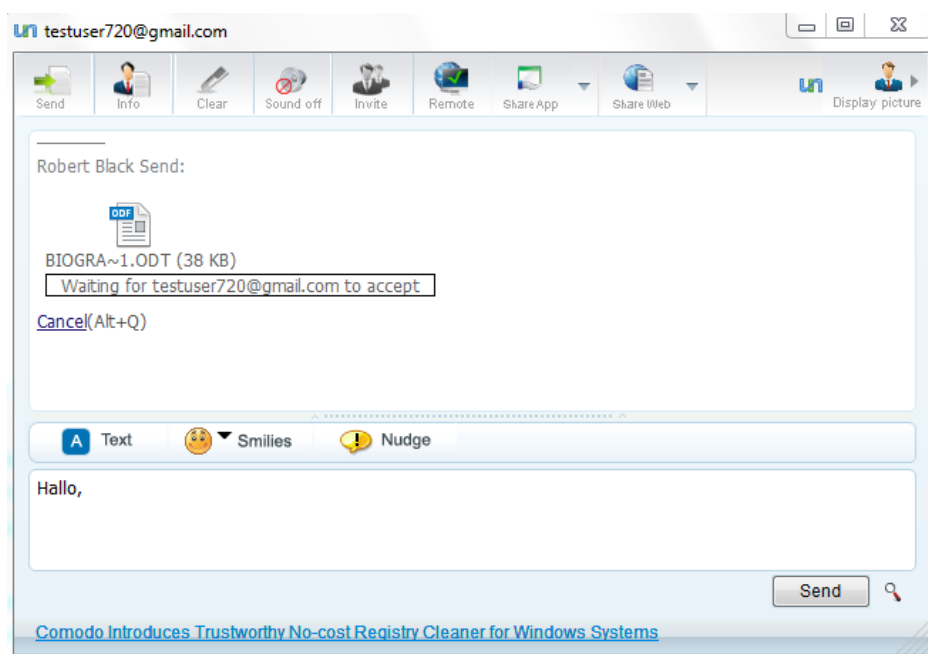 un testuser720@gmail.com
Send Info Clear Sound off Invite Remote Share App Share Web un Display picture
Robert Black Send:
ODF
BIOGRA~1.ODT (38 KB)
Waiting for testuser720@gmail.com to accept
Cancel(Alt+Q)
A Text Smilies Nudge
Hallo,
Send
Comodo Introduces Trustworthy No-cost Registry Cleaner for Windows Systems